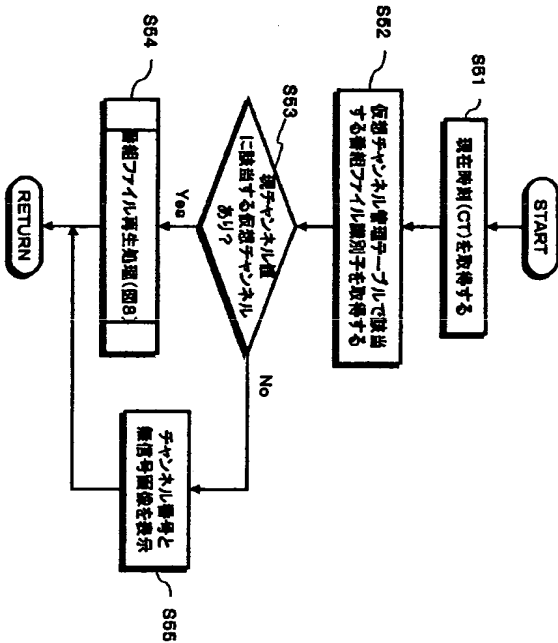 START
S51
現在時刻(CT)を取得する
S52
仮想チャンネル管理テーブルで該当
する番組ファイル識別子を取得する
S53
現チャンネル値
に該当する仮想チャンネル
あり?
Yes
No
S54
番組ファイル再生処理(図8)
S55
チャンネル番号と
無信号画像を表示
RETURN